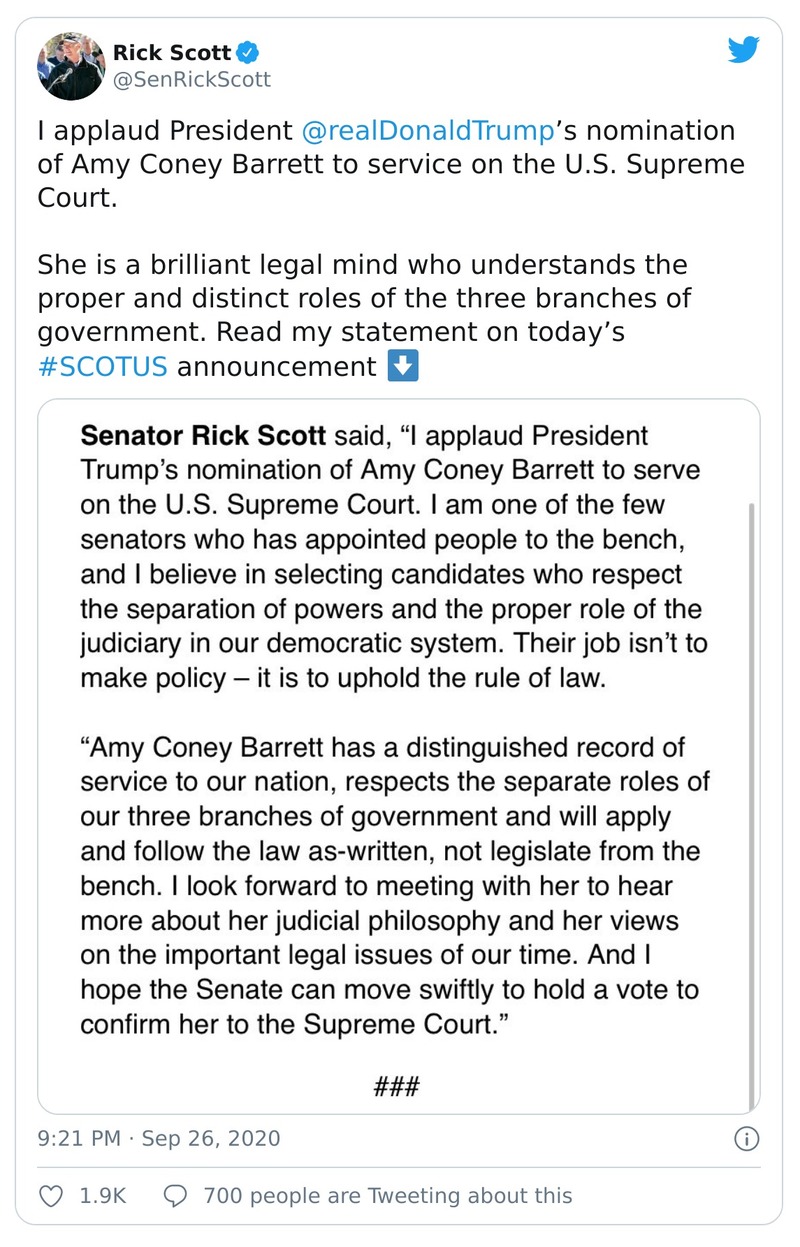 Rick Scott
@SenRickScott
I applaud President @realDonaldTrump’s nomination
of Amy Coney Barrett to service on the U.S. Supreme
Court.
She is a brilliant legal mind who understands the
proper and distinct roles of the three branches of
government. Read my statement on today’s
#SCOTUS announcement ⬇️
Senator Rick Scott said, “I applaud President
Trump’s nomination of Amy Coney Barrett to serve
on the U.S. Supreme Court. I am one of the few
senators who has appointed people to the bench,
and I believe in selecting candidates who respect
the separation of powers and the proper role of the
judiciary in our democratic system. Their job isn’t to
make policy – it is to uphold the rule of law.
“Amy Coney Barrett has a distinguished record of
service to our nation, respects the separate roles of
our three branches of government and will apply
and follow the law as-written, not legislate from the
bench. I look forward to meeting with her to hear
more about her judicial philosophy and her views
on the important legal issues of our time. And I
hope the Senate can move swiftly to hold a vote to
confirm her to the Supreme Court.”
###
9:21 PM · Sep 26, 2020
1.9K 700 people are Tweeting about this